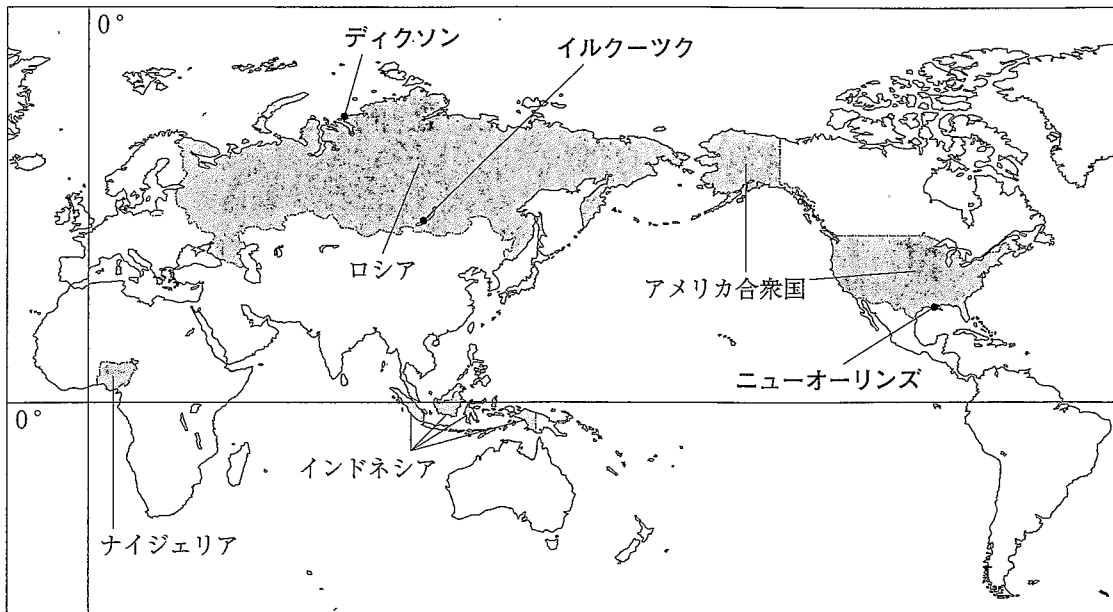 0°
ディクソン
イルクーツク
ロシア
アメリカ合衆国
ニューオーリンズ
0°
インドネシア
ナイジェリア